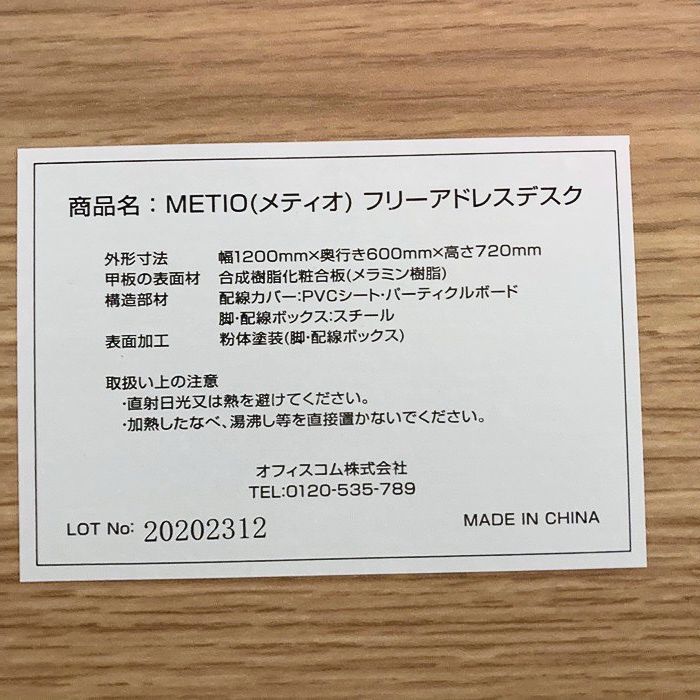 商品名：METIO(メティオ) フリーアドレスデスク
外形寸法 幅1200mm×奥行き600mm×高さ720mm
甲板の表面材 合成樹脂化粧合板(メラミン樹脂)
構造部材 配線カバー:PVCシート･パーティクルボード
脚･配線ボックス:スチール
表面加工 粉体塗装(脚･配線ボックス)
取扱い上の注意
･直射日光又は熱を避けてください。
･加熱したなべ、湯沸し等を直接置かないでください。
オフィスコム株式会社
TEL:0120-535-789
LOT No: 20202312
MADE IN CHINA